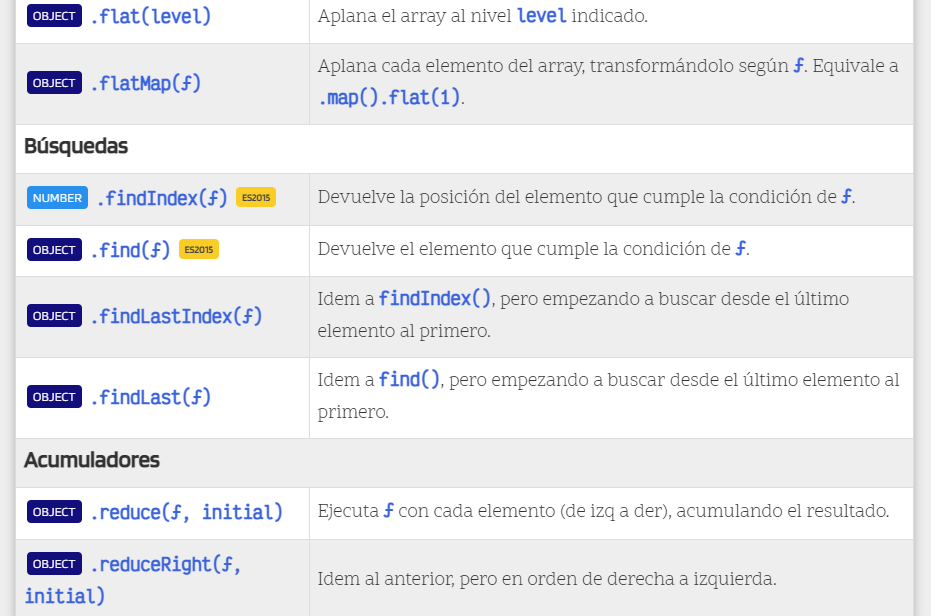 OBJECT .flat(level)
Aplana el array al nivel level indicado.
OBJECT .flatMap(ƒ)
Aplana cada elemento del array, transformándolo según ƒ. Equivale a
.map().flat(1).
Búsquedas
NUMBER .findIndex(ƒ) ES2015
Devuelve la posición del elemento que cumple la condición de ƒ.
OBJECT .find(ƒ) ES2015
Devuelve el elemento que cumple la condición de ƒ.
OBJECT .findLastIndex(ƒ)
Idem a findIndex(), pero empezando a buscar desde el último
elemento al primero.
OBJECT .findLast(ƒ)
Idem a find(), pero empezando a buscar desde el último elemento al
primero.
Acumuladores
OBJECT .reduce(ƒ, initial)
Ejecuta ƒ con cada elemento (de izq a der), acumulando el resultado.
OBJECT .reduceRight(ƒ,
initial)
Idem al anterior, pero en orden de derecha a izquierda.